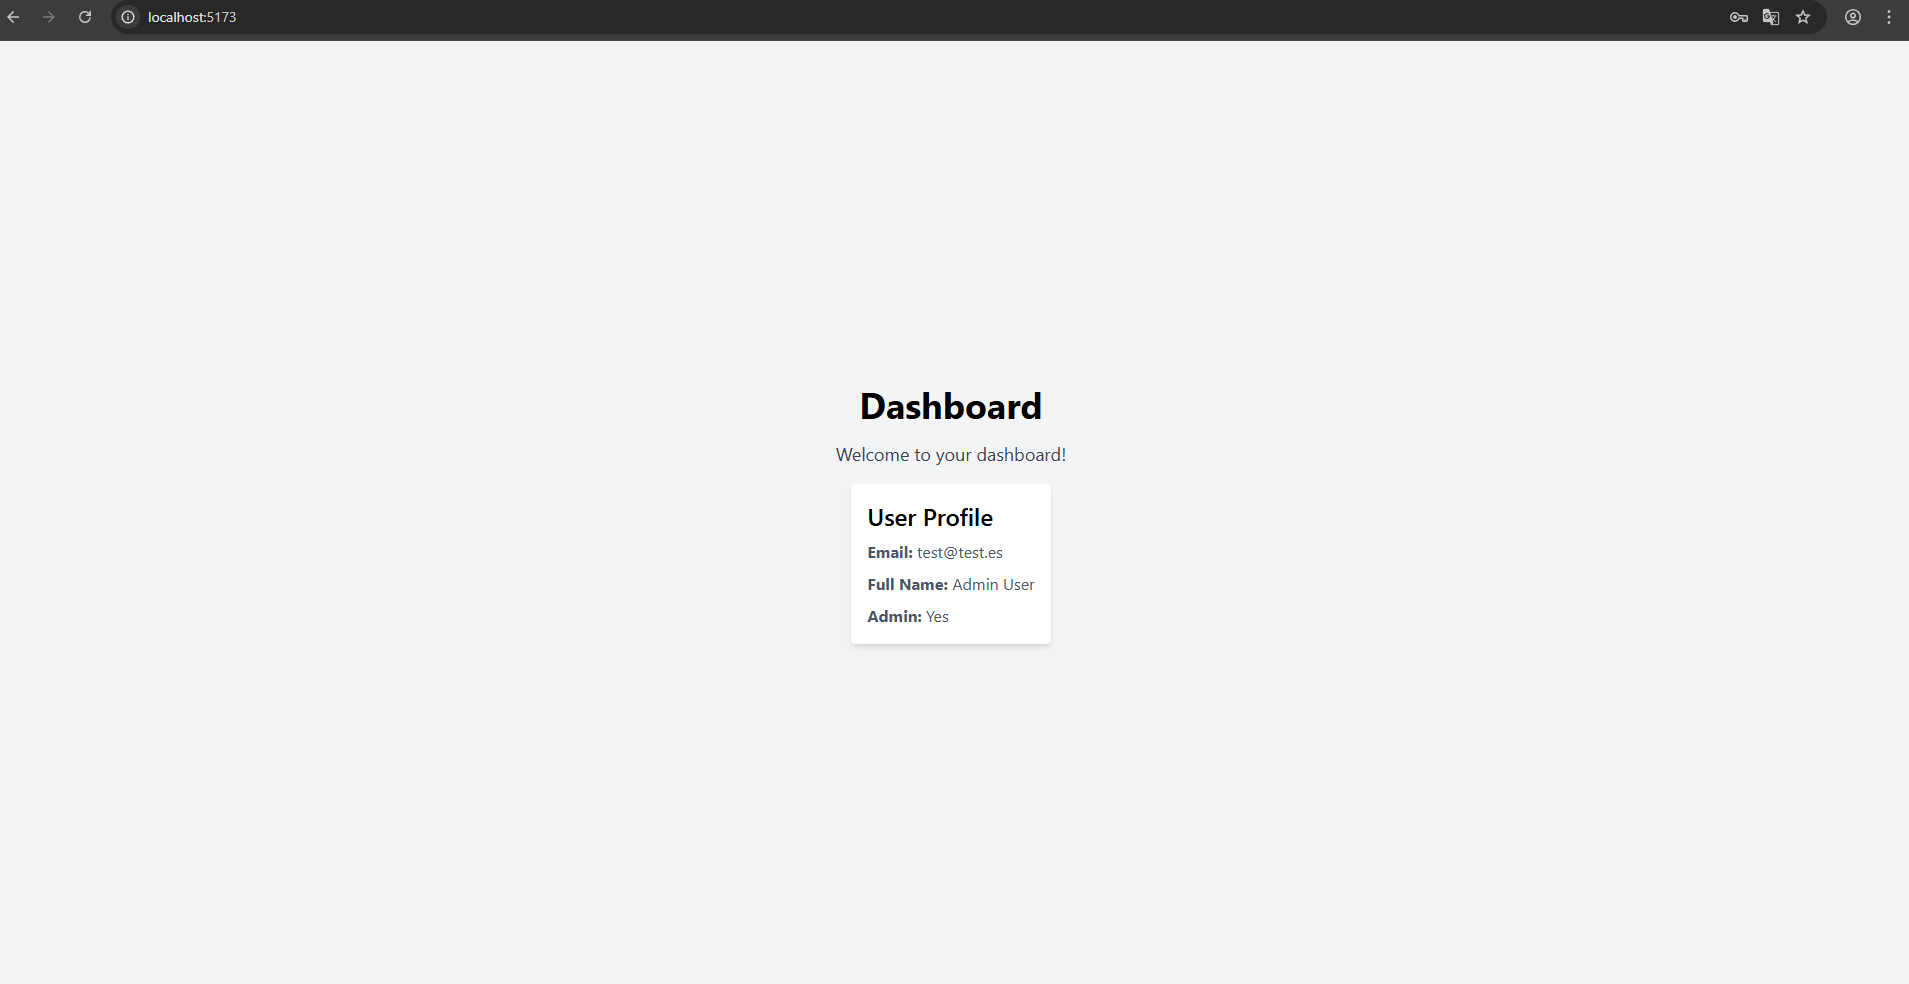 localhost:5173
Dashboard
Welcome to your dashboard!
User Profile
Email: test@test.es
Full Name: Admin User
Admin: Yes